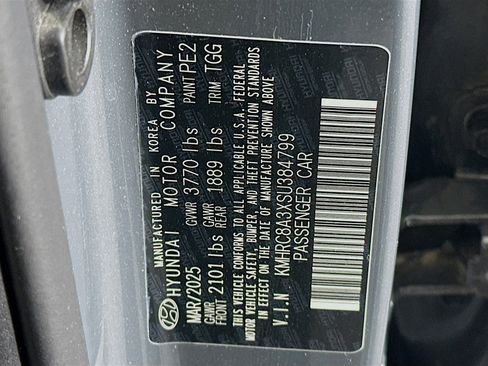 MANUFACTURED IN KOREA BY
HYUNDAI MOTOR COMPANY
MAR/2025 GVWR 3770 lbs PAINT PE2
GAWR FRONT 2101 lbs GAWR REAR 1889 lbs TRIM TGG
THIS VEHICLE CONFORMS TO ALL APPLICABLE U.S.A. FEDERAL
MOTOR VEHICLE SAFETY, BUMPER, AND THEFT PREVENTION STANDARDS
IN EFFECT ON THE DATE OF MANUFACTURE SHOWN ABOVE.
V.I.N KMHRC8A3XSU384799
PASSENGER CAR